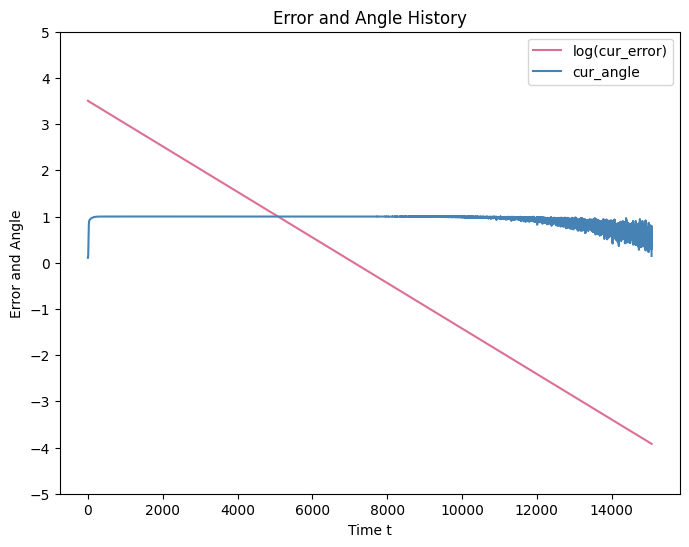 Error and Angle History
log(cur_error)
cur_angle
Error and Angle
5
4
3
2
1
0
−1
−2
−3
−4
−5
0 2000 4000 6000 8000 10000 12000 14000
Time t